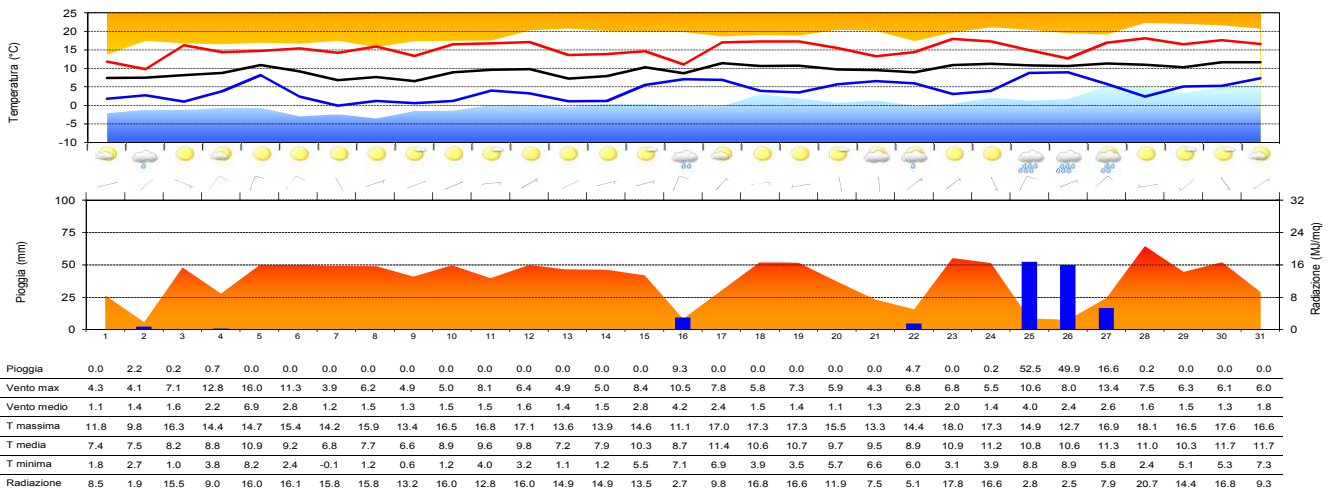 Temperatura (°C)
25
20
15
10
5
0
-5
-10
100
75
50
25
0
Pioggia (mm)
32
24
16
8
0
Radiazione (MJ/mq)
1 2 3 4 5 6 7 8 9 10 11 12 13 14 15 16 17 18 19 20 21 22 23 24 25 26 27 28 29 30 31
Pioggia 0.0 2.2 0.2 0.7 0.0 0.0 0.0 0.0 0.0 0.0 0.0 0.0 0.0 0.0 0.0 9.3 0.0 0.0 0.0 0.0 0.0 4.7 0.0 0.2 52.5 49.9 16.6 0.2 0.0 0.0 0.0
Vento max 4.3 4.1 7.1 12.8 16.0 11.3 3.9 6.2 4.9 5.0 8.1 6.4 4.9 5.0 8.4 10.5 7.8 5.8 7.3 5.9 4.3 6.8 6.8 5.5 10.6 8.0 13.4 7.5 6.3 6.1 6.0
Vento medio 1.1 1.4 1.6 2.2 6.9 2.8 1.2 1.5 1.3 1.5 1.5 1.6 1.4 1.5 2.8 4.2 2.4 1.5 1.4 1.1 1.3 2.3 2.0 1.4 4.0 2.4 2.6 1.6 1.5 1.3 1.8
T massima 11.8 9.8 16.3 14.4 14.7 15.4 14.2 15.9 13.4 16.5 16.8 17.1 13.6 13.9 14.6 11.1 17.0 17.3 17.3 15.5 13.3 14.4 18.0 17.3 14.9 12.7 16.9 18.1 16.5 17.6 16.6
T media 7.4 7.5 8.2 8.8 10.9 9.2 6.8 7.7 6.6 8.9 9.6 9.8 7.2 7.9 10.3 8.7 11.4 10.6 10.7 9.7 9.5 8.9 10.9 11.2 10.8 10.6 11.3 11.0 10.3 11.7 11.7
T minima 1.8 2.7 1.0 3.8 8.2 2.4 -0.1 1.2 0.6 1.2 4.0 3.2 1.1 1.2 5.5 7.1 6.9 3.9 3.5 5.7 6.6 6.0 3.1 3.9 8.8 8.9 5.8 2.4 5.1 5.3 7.3
Radiazione 8.5 1.9 15.5 9.0 16.0 16.1 15.8 15.8 13.2 16.0 12.8 16.0 14.9 14.9 13.5 2.7 9.8 16.8 16.6 11.9 7.5 5.1 17.8 16.6 2.8 2.5 7.9 20.7 14.4 16.8 9.3